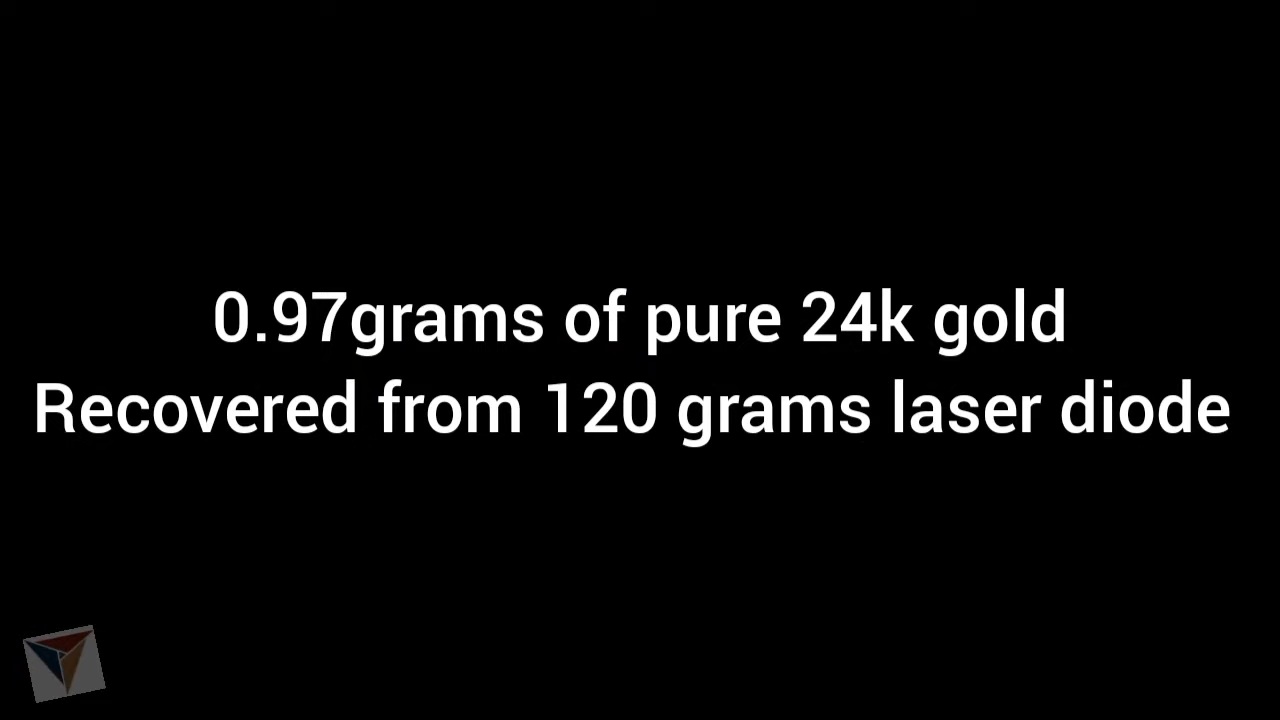 0.97grams of pure 24k gold
Recovered from 120 grams laser diode